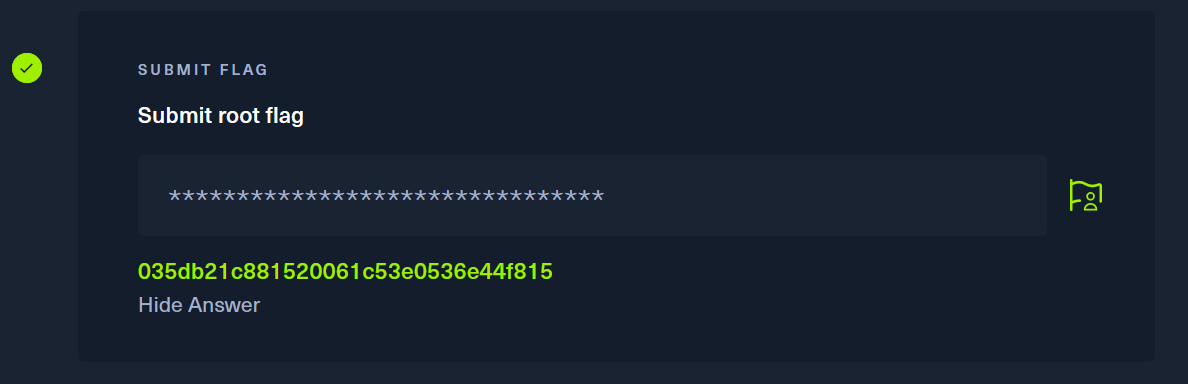 SUBMIT FLAG
Submit root flag
********************************
035db21c881520061c53e0536e44f815
Hide Answer